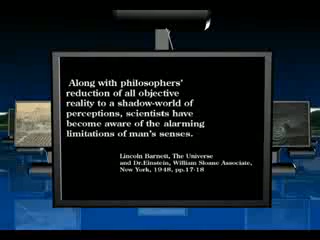 Along with philosophers'
reduction of all objective
reality to a shadow-world of
perceptions, scientists have
become aware of the alarming
limitations of man's senses.
Lincoln Barnett, The Universe
and Dr.Einstein, William Sloane Associate,
New York, 1948, pp.17-18